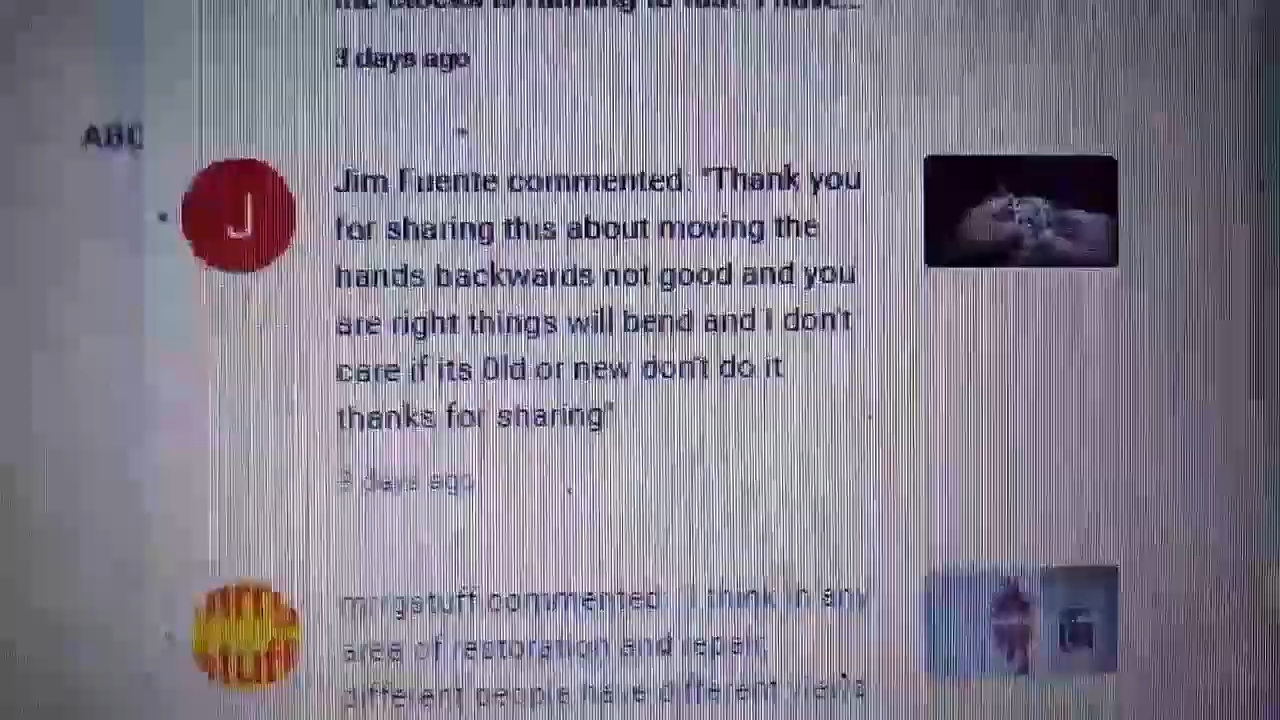 3 days ago
ABC
J
Jim Fuente commented: "Thank you
for sharing this about moving the
hands backwards not good and you
are right things will bend and I don't
care if its Old or new don't do it
thanks for sharing"
3 days ago
commented: "I think in any
area of restoration and repair,
different people have different views